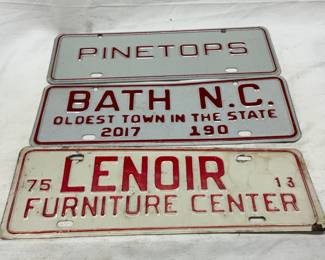 PINETOPS
BATH N.C.
OLDEST TOWN IN THE STATE
2017 190
75 LENOIR 13
FURNITURE CENTER